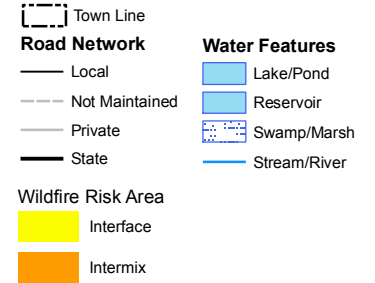 Town Line
Road Network
Local
Not Maintained
Private
State
Water Features
Lake/Pond
Reservoir
Swamp/Marsh
Stream/River
Wildfire Risk Area
Interface
Intermix